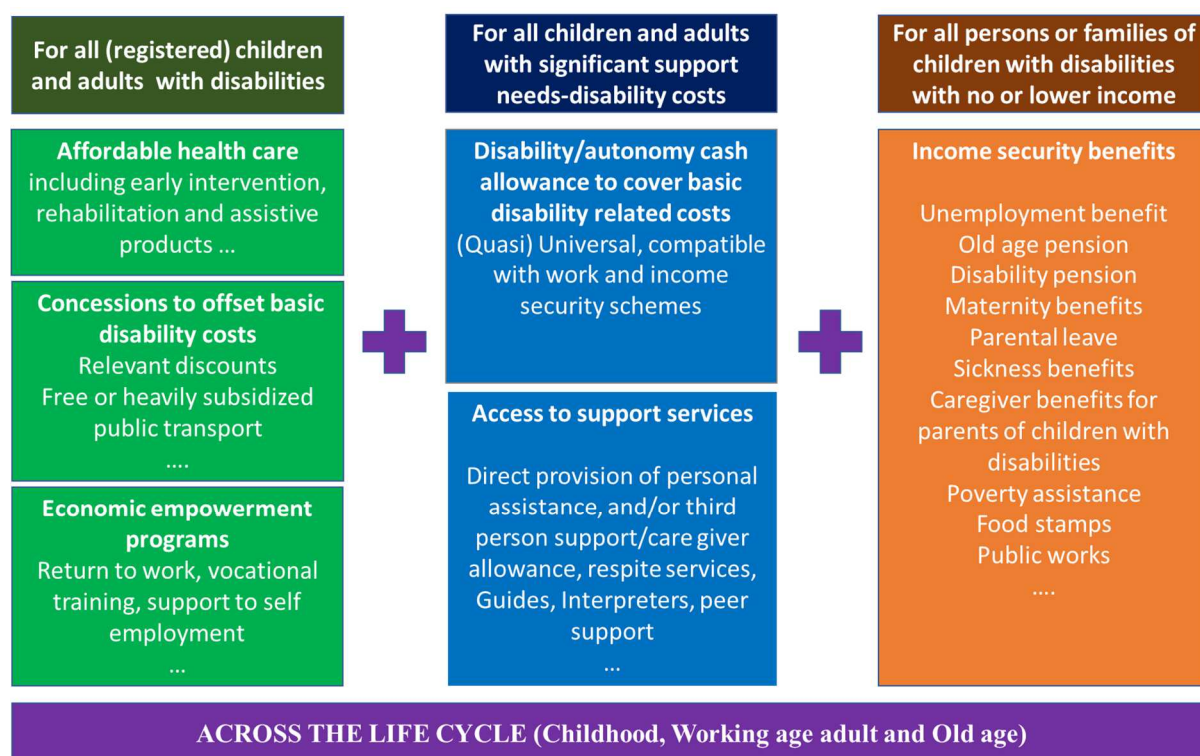 For all (registered) children
and adults with disabilities
Affordable health care
including early intervention,
rehabilitation and assistive
products ...
Concessions to offset basic
disability costs
Relevant discounts
Free or heavily subsidized
public transport
....
Economic empowerment
programs
Return to work, vocational
training, support to self
employment
...
For all children and adults
with significant support
needs-disability costs
Disability/autonomy cash
allowance to cover basic
disability related costs
(Quasi) Universal, compatible
with work and income
security schemes
Access to support services
Direct provision of personal
assistance, and/or third
person support/care giver
allowance, respite services,
Guides, Interpreters, peer
support
...
For all persons or families of
children with disabilities
with no or lower income
Income security benefits
Unemployment benefit
Old age pension
Disability pension
Maternity benefits
Parental leave
Sickness benefits
Caregiver benefits for
parents of children with
disabilities
Poverty assistance
Food stamps
Public works
....
ACROSS THE LIFE CYCLE (Childhood, Working age adult and Old age)